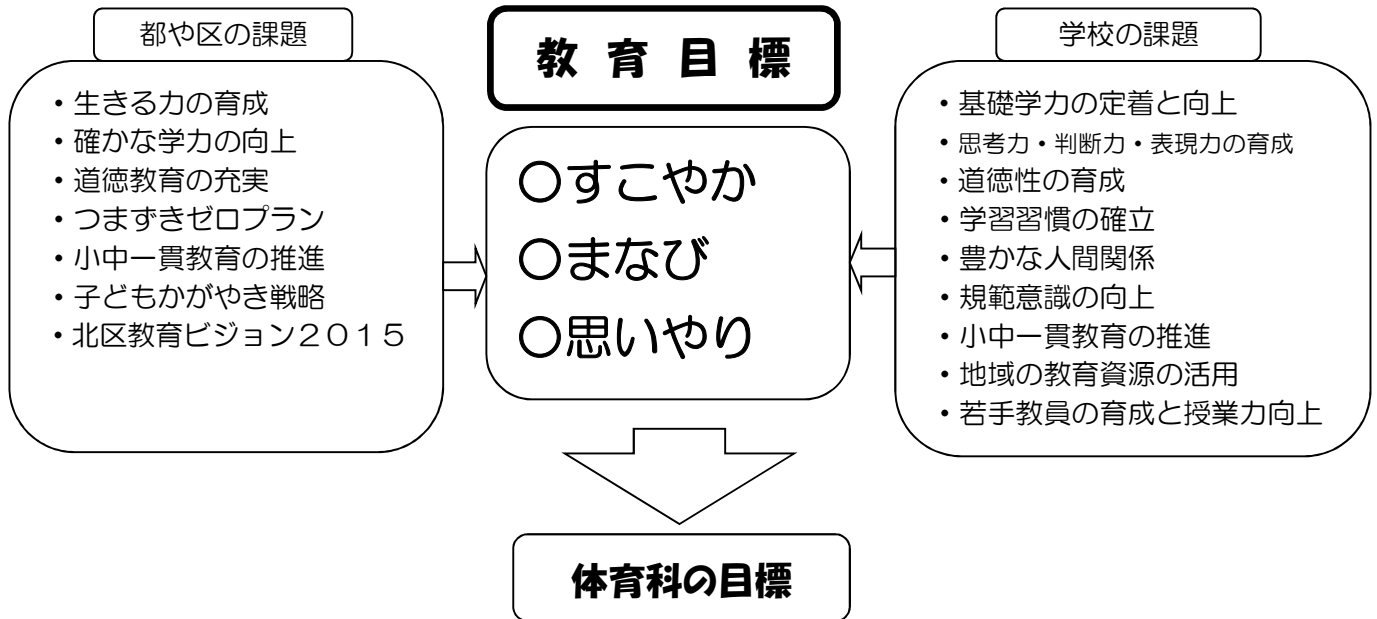 都や区の課題
・生きる力の育成
・確かな学力の向上
・道徳教育の充実
・つまずきゼロプラン
・小中一貫教育の推進
・子どもかがやき戦略
・北区教育ビジョン２０１５
教 育 目 標
○すこやか
○まなび
○思いやり
学校の課題
・基礎学力の定着と向上
・思考力・判断力・表現力の育成
・道徳性の育成
・学習習慣の確立
・豊かな人間関係
・規範意識の向上
・小中一貫教育の推進
・地域の教育資源の活用
・若手教員の育成と授業力向上
体育科の目標